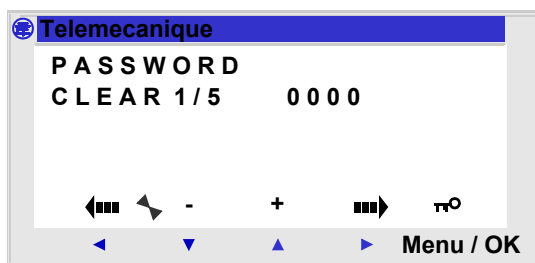 Telemecanique
PASSWORD
CLEAR 1/5 0000
- +
Menu / OK